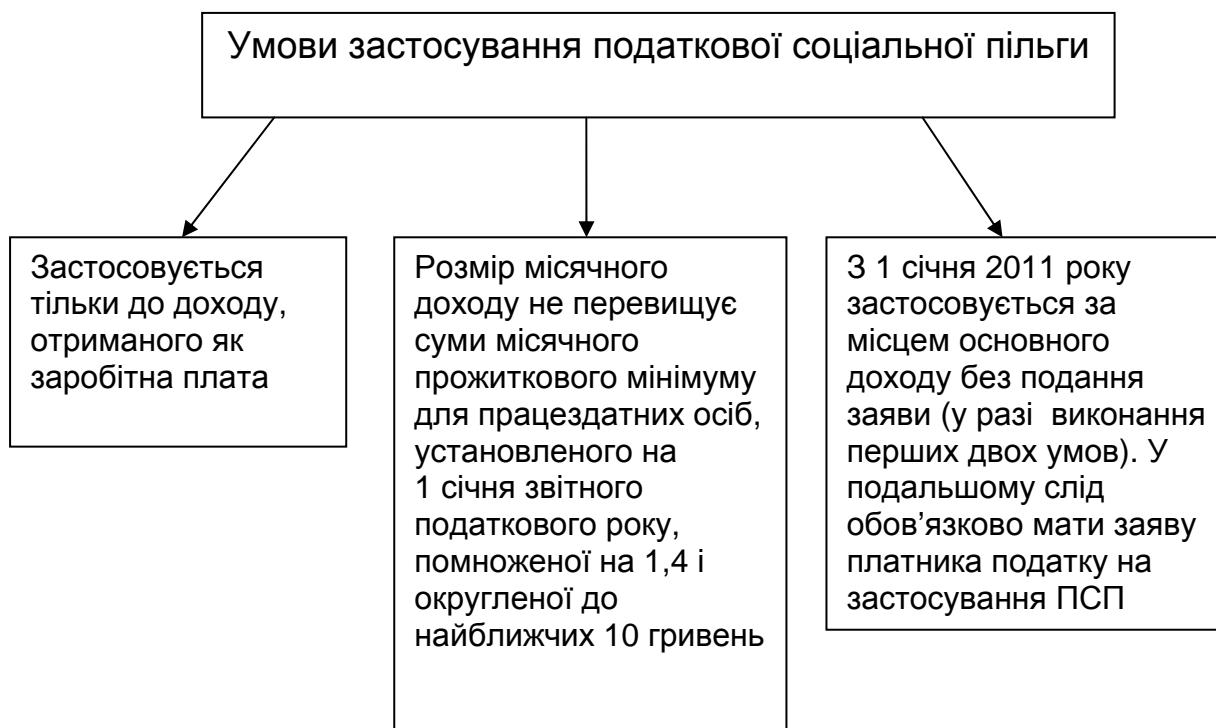 Умови застосування податкової соціальної пільги
Застосовується
тільки до доходу,
отриманого як
заробітна плата
Розмір місячного
доходу не перевищує
суми місячного
прожиткового мінімуму
для працездатних осіб,
установленого на
1 січня звітного
податкового року,
помноженої на 1,4 і
округленої до
найближчих 10 гривень
З 1 січня 2011 року
застосовується за
місцем основного
доходу без подання
заяви (у разі  виконання
перших двох умов). У
подальшому слід
обов’язково мати заяву
платника податку на
застосування ПСП